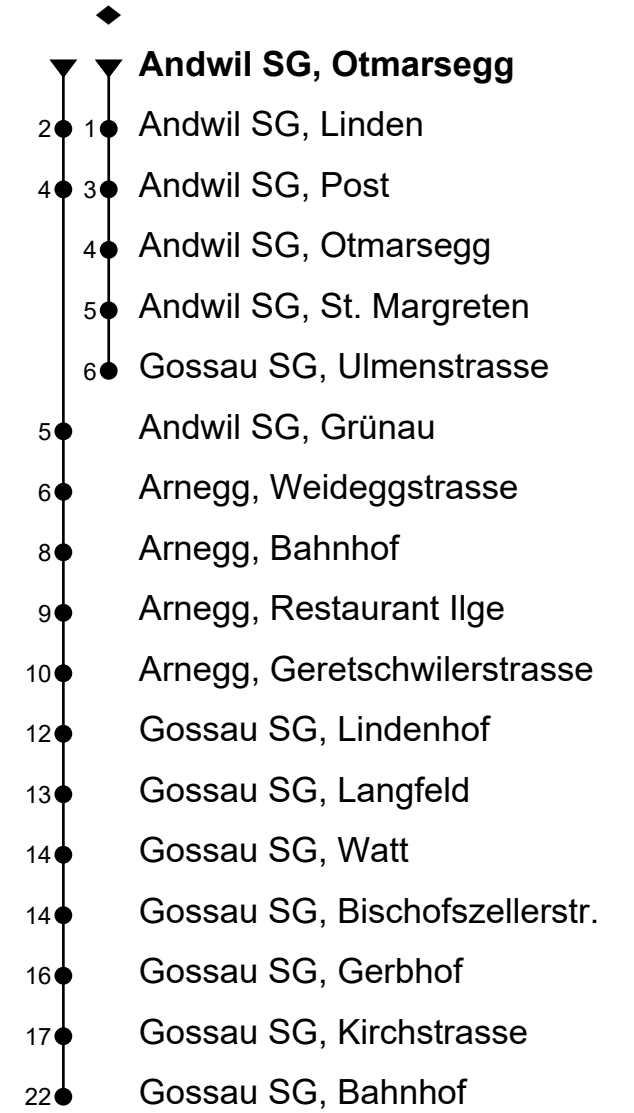 Andwil SG, Otmarsegg
2 1 Andwil SG, Linden
4 3 Andwil SG, Post
4 Andwil SG, Otmarsegg
5 Andwil SG, St. Margreten
6 Gossau SG, Ulmenstrasse
5 Andwil SG, Grünau
6 Arnegg, Weideggstrasse
8 Arnegg, Bahnhof
9 Arnegg, Restaurant Ilge
10 Arnegg, Geretschwilerstrasse
12 Gossau SG, Lindenhof
13 Gossau SG, Langfeld
14 Gossau SG, Watt
14 Gossau SG, Bischofszellerstr.
16 Gossau SG, Gerbhof
17 Gossau SG, Kirchstrasse
22 Gossau SG, Bahnhof